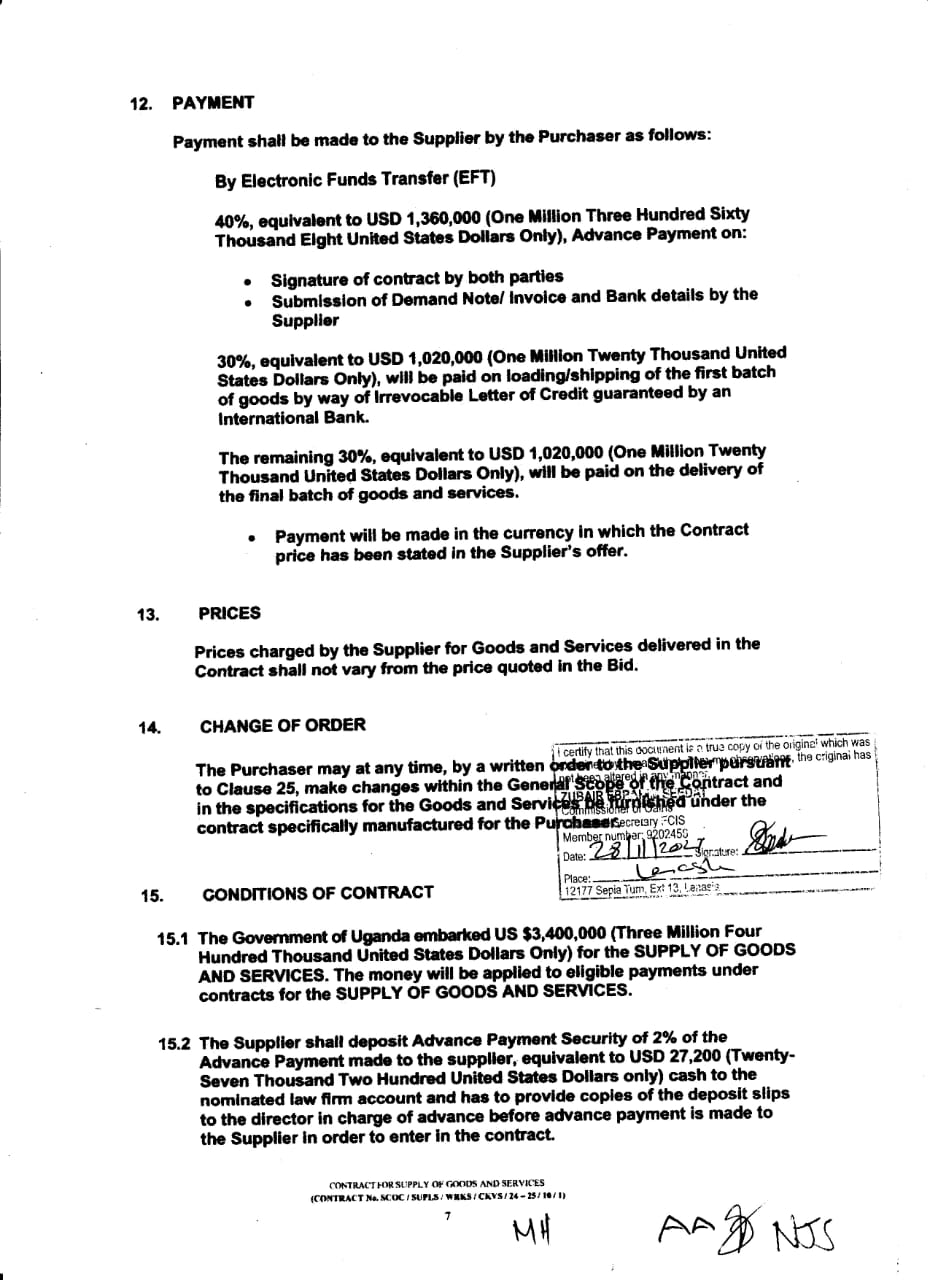 12. PAYMENT
Payment shall be made to the Supplier by the Purchaser as follows:
By Electronic Funds Transfer (EFT)
40%, equivalent to USD 1,360,000 (One Million Three Hundred Sixty
Thousand Eight United States Dollars Only), Advance Payment on:
• Signature of contract by both parties
• Submission of Demand Note/ Invoice and Bank details by the
Supplier
30%, equivalent to USD 1,020,000 (One Million Twenty Thousand United
States Dollars Only), will be paid on loading/shipping of the first batch
of goods by way of Irrevocable Letter of Credit guaranteed by an
International Bank.
The remaining 30%, equivalent to USD 1,020,000 (One Million Twenty
Thousand United States Dollars Only), will be paid on the delivery of
the final batch of goods and services.
• Payment will be made in the currency in which the Contract
price has been stated in the Supplier's offer.
13. PRICES
Prices charged by the Supplier for Goods and Services delivered in the
Contract shall not vary from the price quoted in the Bid.
14. CHANGE OF ORDER
The Purchaser may at any time, by a written order to the Supplier pursuant
to Clause 25, make changes within the General Scope of the Contract and
in the specifications for the Goods and Services be furnished under the
contract specifically manufactured for the Purchaser.
I certify that this document is a true copy of the original which was
the original has
not been altered in any manner.
Commissioner of Oaths
Secretary FCIS
Member number: 9202459
Date: 28/11/2024 Signature:
Place: Lenasia
12177 Sepia Turn, Ext 13, Lenasia
15. CONDITIONS OF CONTRACT
15.1 The Government of Uganda embarked US $3,400,000 (Three Million Four
Hundred Thousand United States Dollars Only) for the SUPPLY OF GOODS
AND SERVICES. The money will be applied to eligible payments under
contracts for the SUPPLY OF GOODS AND SERVICES.
15.2 The Supplier shall deposit Advance Payment Security of 2% of the
Advance Payment made to the supplier, equivalent to USD 27,200 (Twenty-
Seven Thousand Two Hundred United States Dollars only) cash to the
nominated law firm account and has to provide copies of the deposit slips
to the director in charge of advance before advance payment is made to
the Supplier in order to enter in the contract.
CONTRACT FOR SUPPLY OF GOODS AND SERVICES
(CONTRACT No. SCOC / SUPLS / WRKS / CKVS / 24 – 25 / 10 / 1)
7
MH AA NJS